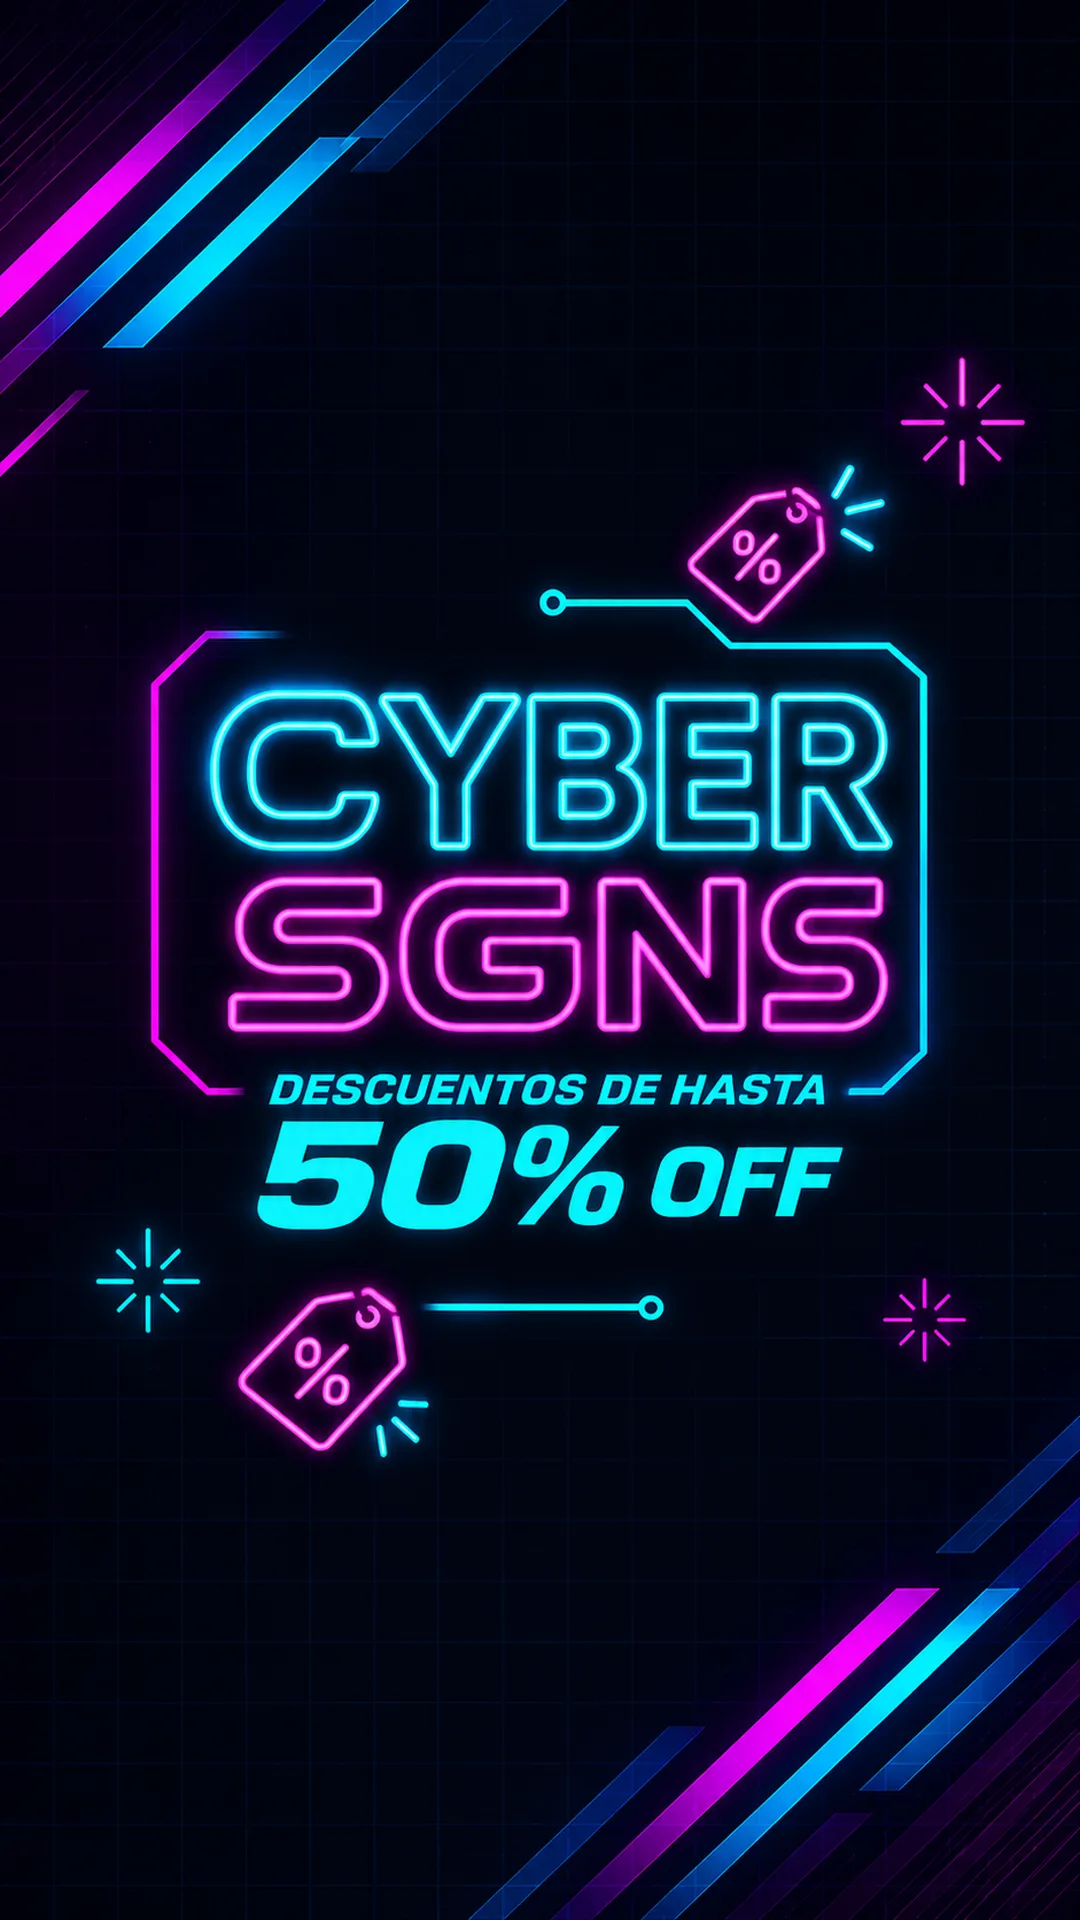 %
CYBER
SGNS
DESCUENTOS DE HASTA
50% OFF
%